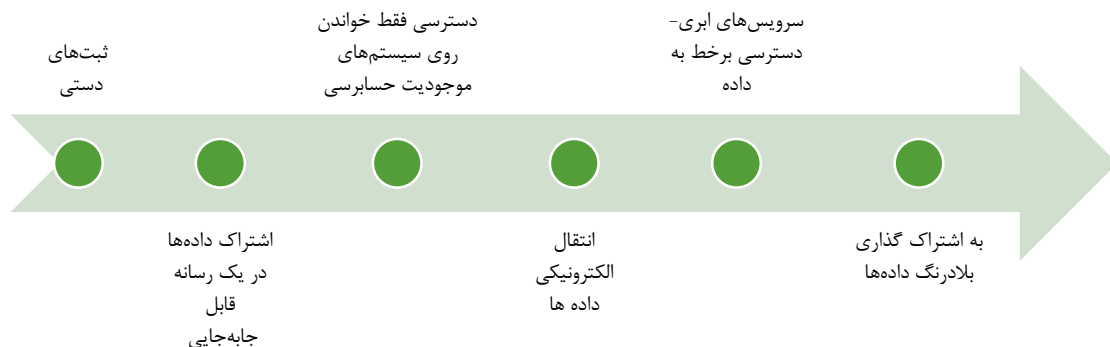 ثبت‌های
دستی
اشتراک داده‌ها
در یک رسانه
قابل
جابه‌جایی
دسترسی فقط خواندن
روی سیستم‌های
موجودیت حسابرسی
انتقال
الکترونیکی
داده ها
سرویس‌های ابری-
دسترسی برخط به
داده
به اشتراک گذاری
بلادرنگ داده‌ها